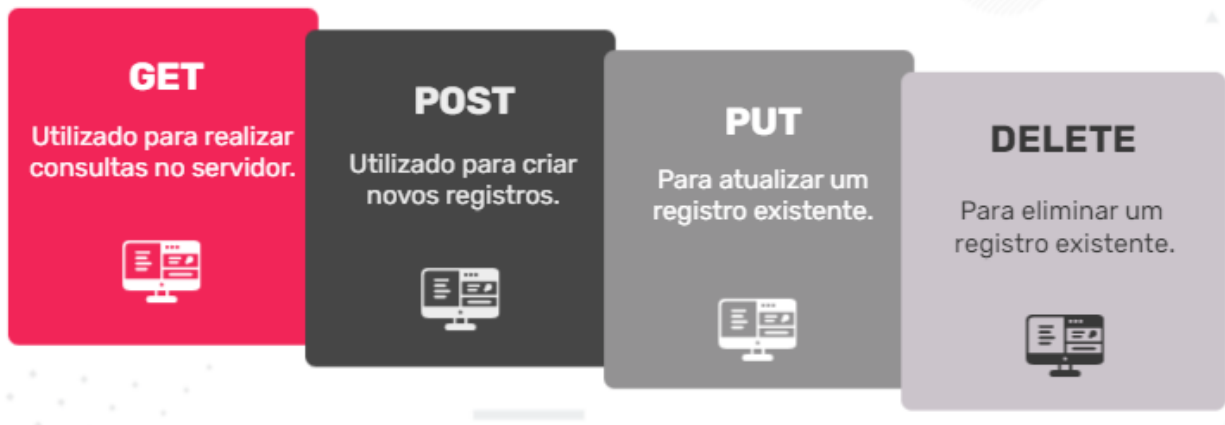 GET
Utilizado para realizar
consultas no servidor.
POST
Utilizado para criar
novos registros.
PUT
Para atualizar um
registro existente.
DELETE
Para eliminar um
registro existente.